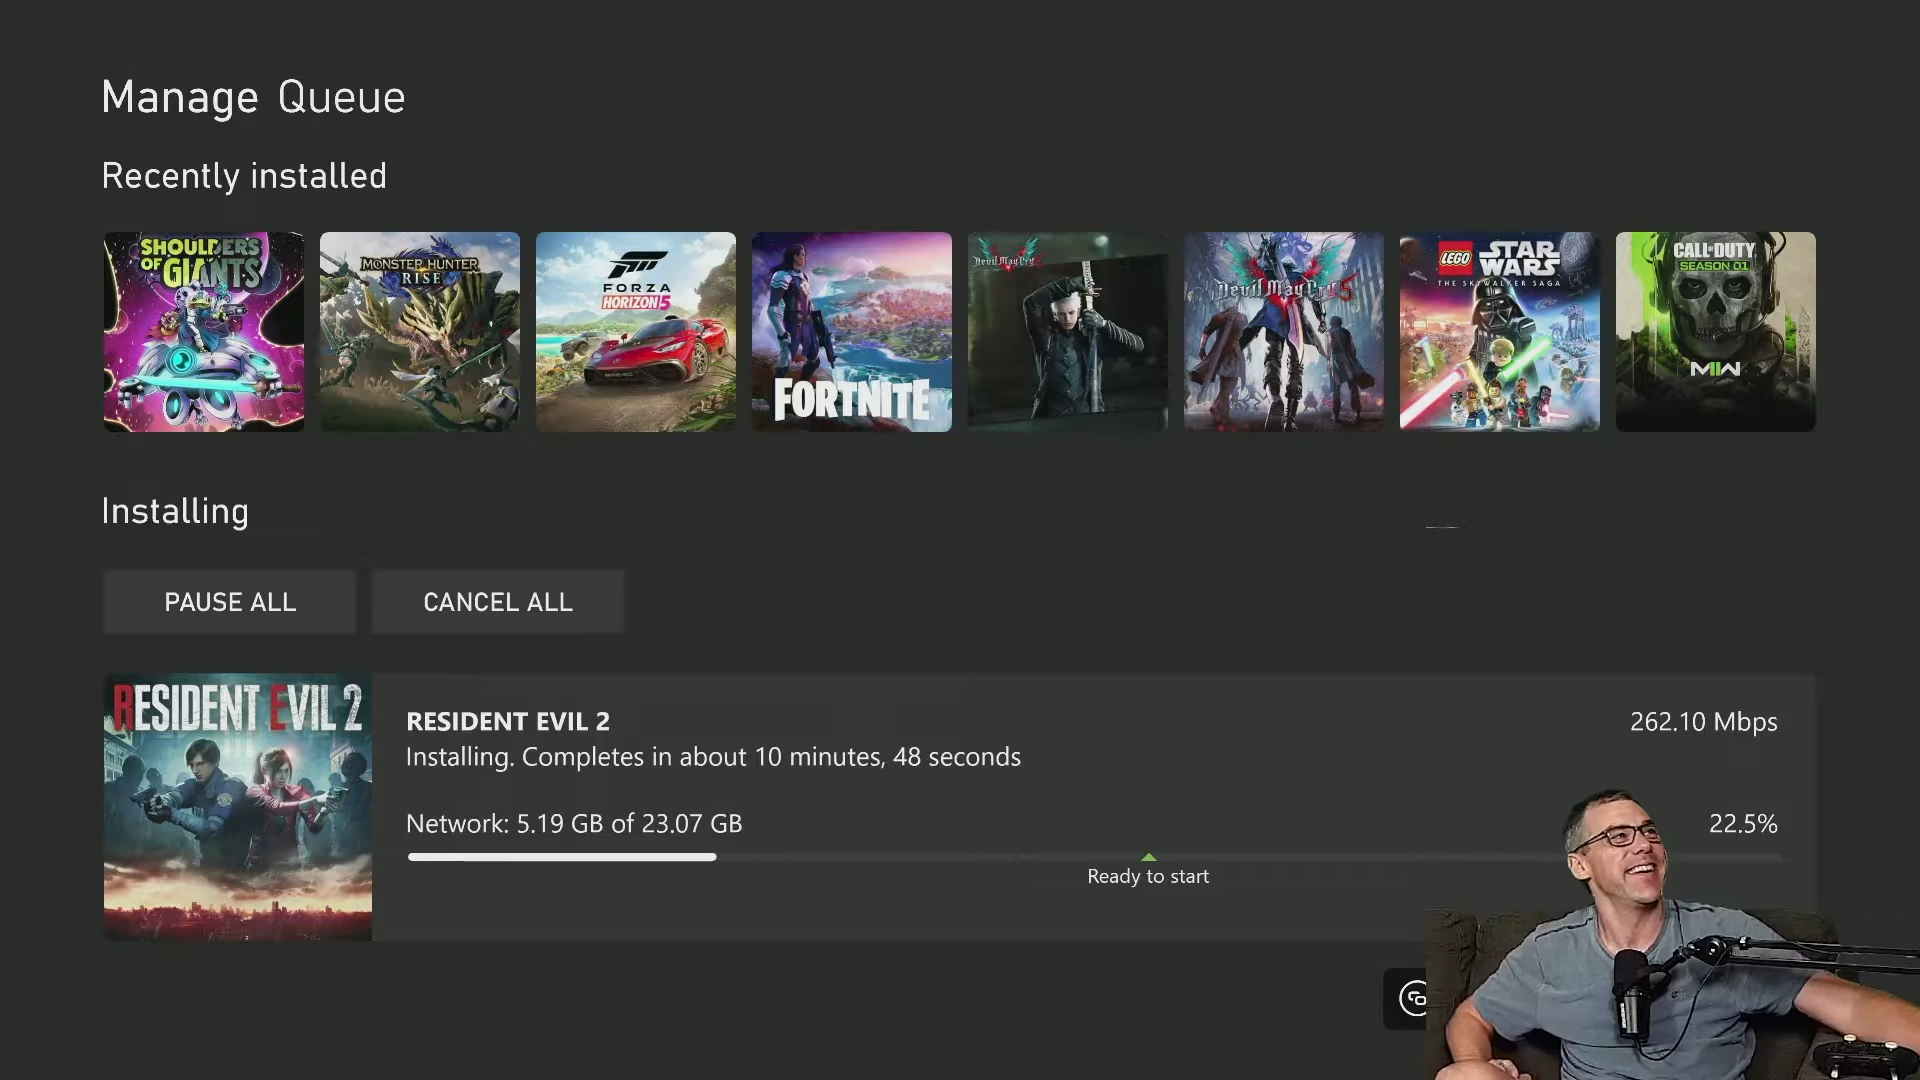 Manage Queue
Recently installed
SHOULDERS
OF GIANTS
MONSTER HUNTER
RISE
FORZA
HORIZON 5
FORTNITE
Devil May Cry 5
Devil May Cry 5
LEGO STAR
WARS
THE SKYWALKER SAGA
CALL OF DUTY
SEASON 01
MWII
Installing
PAUSE ALL
CANCEL ALL
RESIDENT EVIL 2
RESIDENT EVIL 2
262.10 Mbps
Installing. Completes in about 10 minutes, 48 seconds
Network: 5.19 GB of 23.07 GB
22.5%
Ready to start